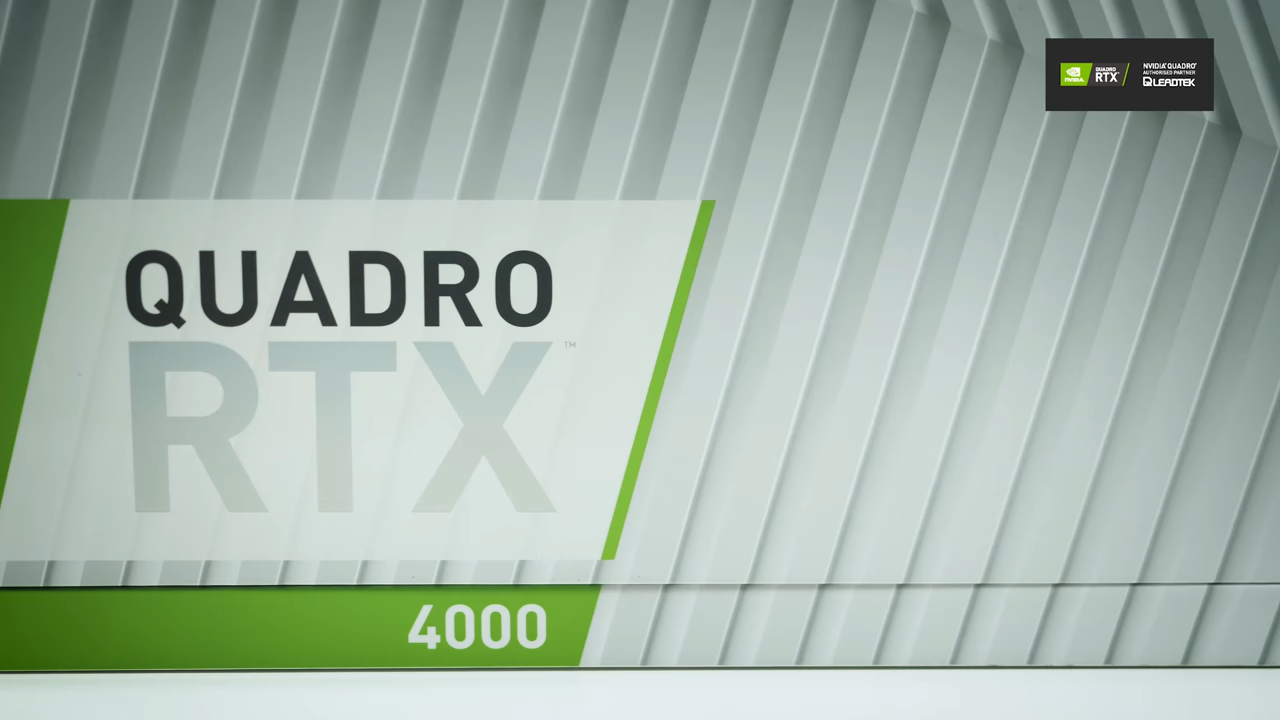 NVIDIA
QUADRO
RTX
NVIDIA QUADRO
AUTHORISED PARTNER
LEADTEK
QUADRO
RTX™
4000